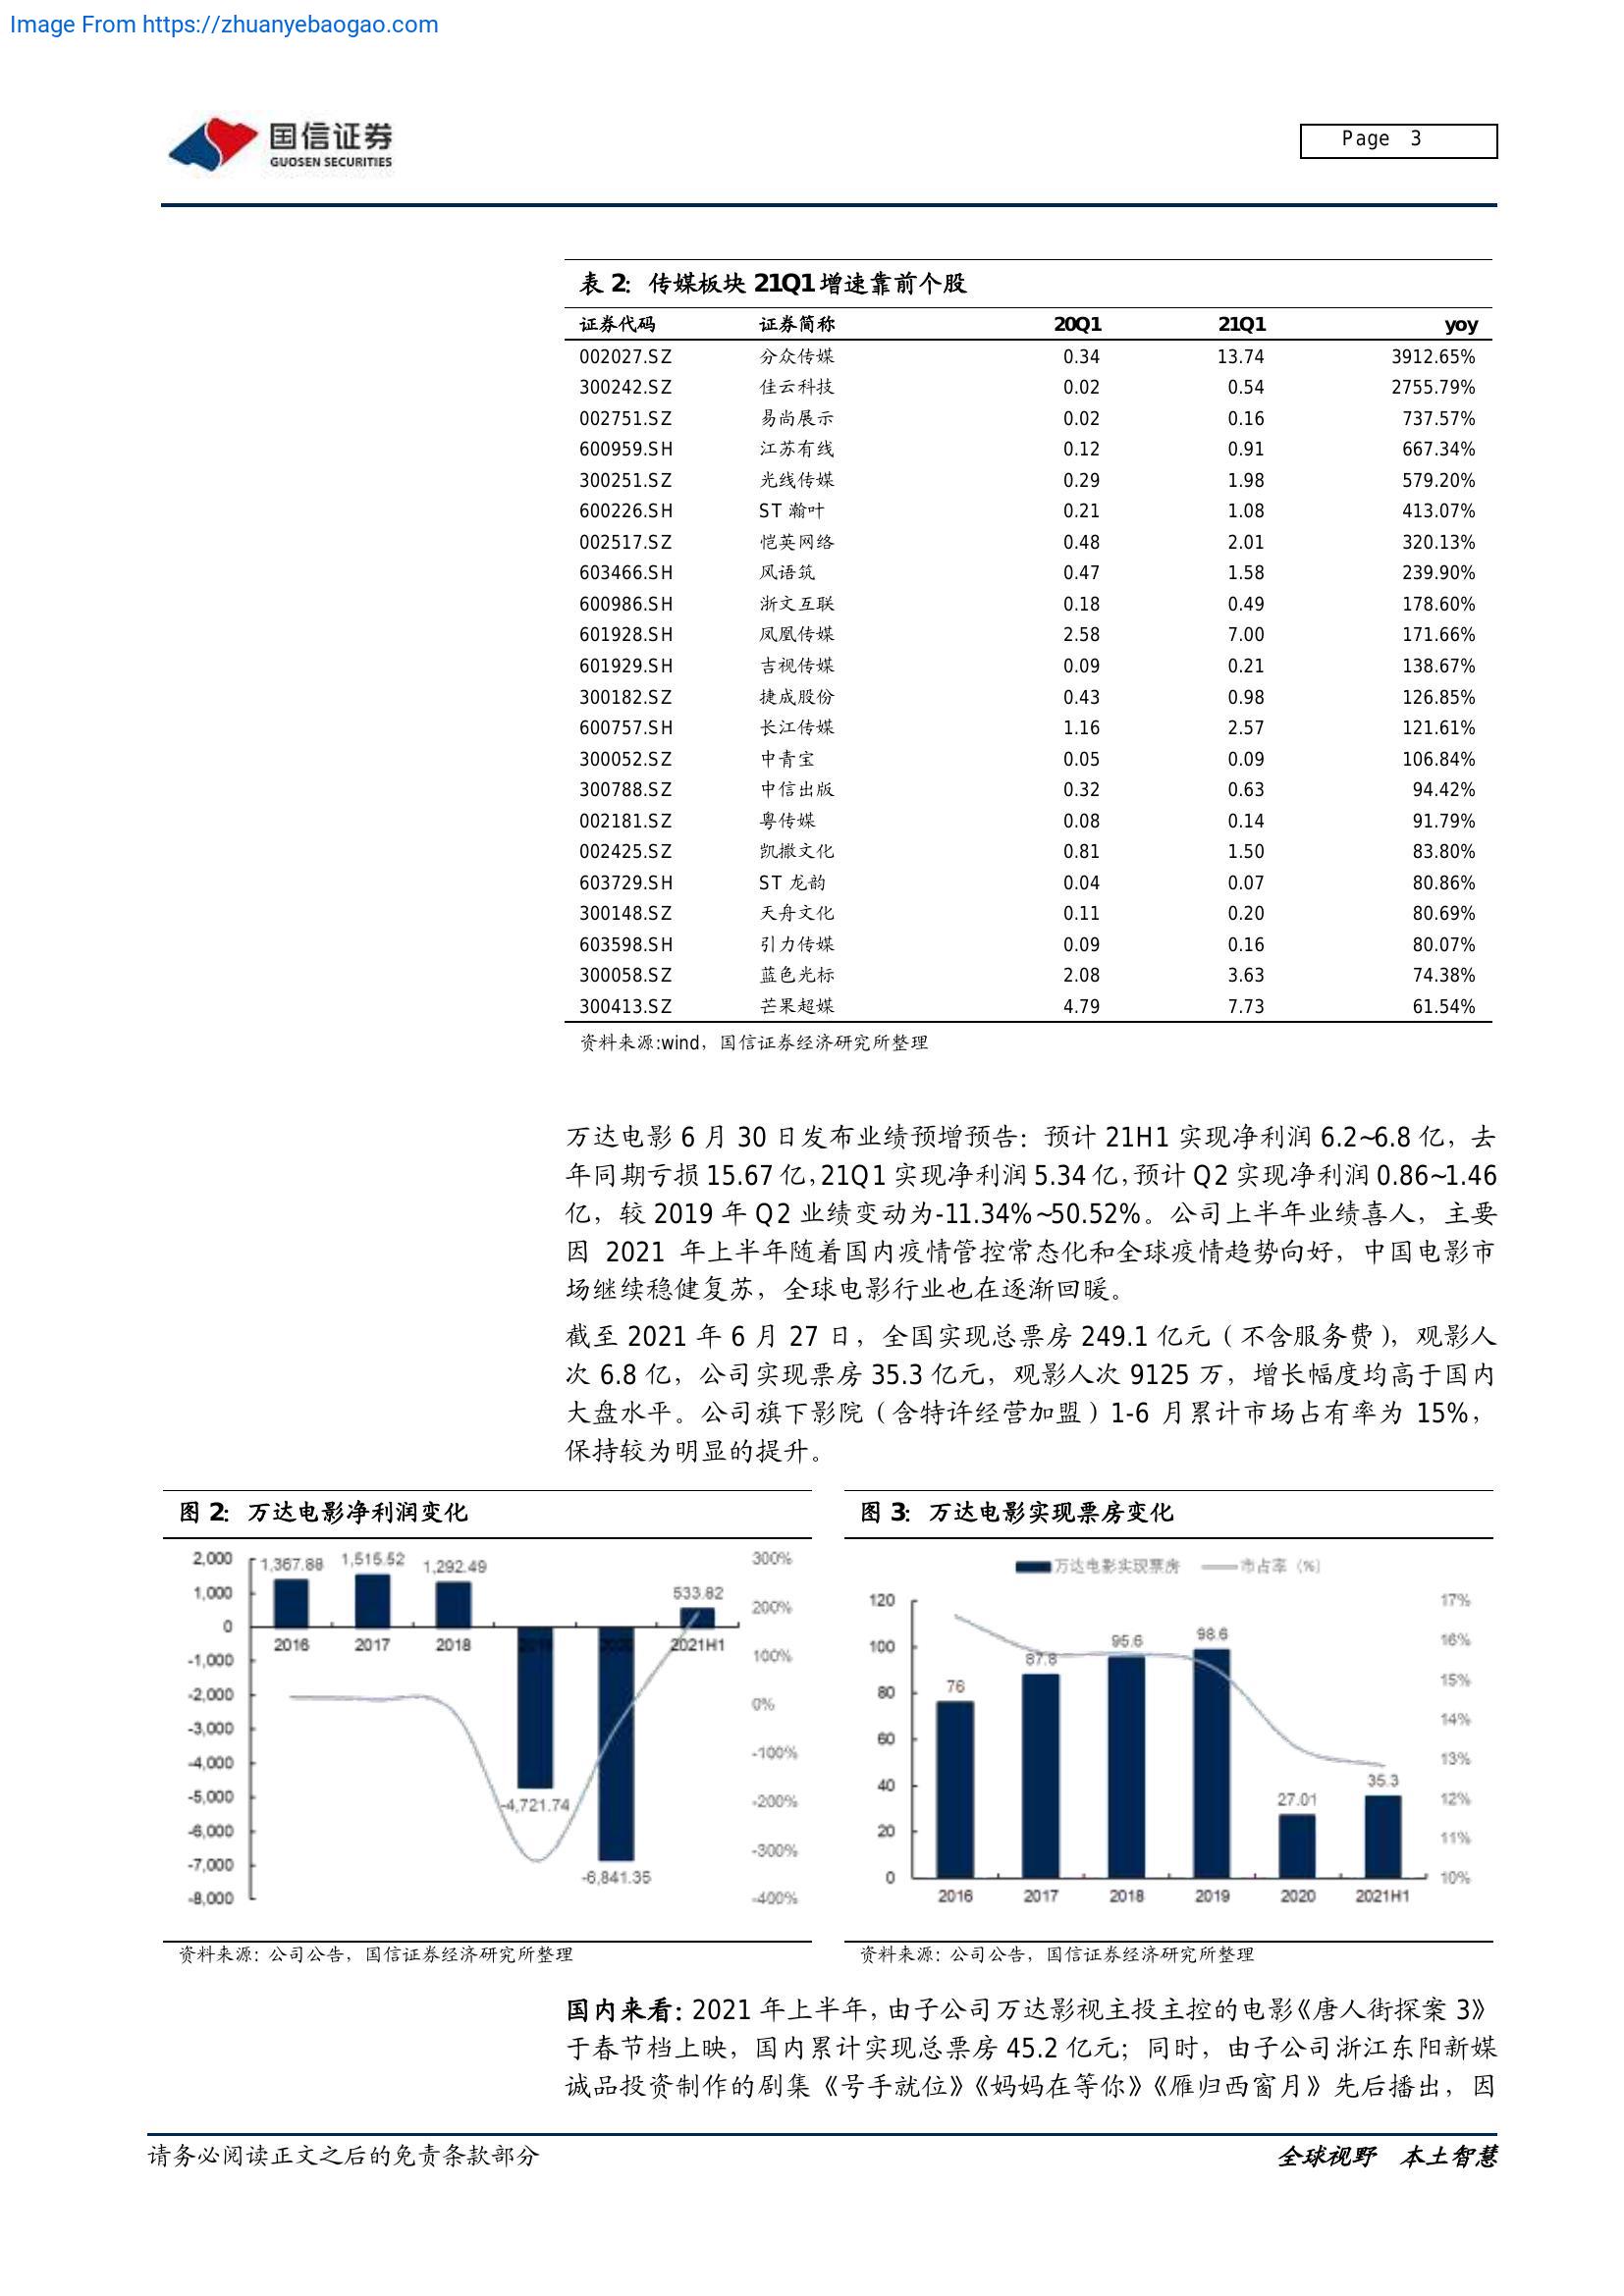 Image From https://zhuanyebaogao.com
国信证券
GUOSEN SECURITIES
Page 3
表 2：传媒板块 21Q1 增速靠前个股
证券代码 证券简称 20Q1 21Q1 yoy
002027.SZ 分众传媒 0.34 13.74 3912.65%
300242.SZ 佳云科技 0.02 0.54 2755.79%
002751.SZ 易尚展示 0.02 0.16 737.57%
600959.SH 江苏有线 0.12 0.91 667.34%
300251.SZ 光线传媒 0.29 1.98 579.20%
600226.SH ST 瀚叶 0.21 1.08 413.07%
002517.SZ 恺英网络 0.48 2.01 320.13%
603466.SH 风语筑 0.47 1.58 239.90%
600986.SH 浙文互联 0.18 0.49 178.60%
601928.SH 凤凰传媒 2.58 7.00 171.66%
601929.SH 吉视传媒 0.09 0.21 138.67%
300182.SZ 捷成股份 0.43 0.98 126.85%
600757.SH 长江传媒 1.16 2.57 121.61%
300052.SZ 中青宝 0.05 0.09 106.84%
300788.SZ 中信出版 0.32 0.63 94.42%
002181.SZ 粤传媒 0.08 0.14 91.79%
002425.SZ 凯撒文化 0.81 1.50 83.80%
603729.SH ST 龙韵 0.04 0.07 80.86%
300148.SZ 天舟文化 0.11 0.20 80.69%
603598.SH 引力传媒 0.09 0.16 80.07%
300058.SZ 蓝色光标 2.08 3.63 74.38%
300413.SZ 芒果超媒 4.79 7.73 61.54%
资料来源:wind，国信证券经济研究所整理
万达电影 6 月 30 日发布业绩预增预告：预计 21H1 实现净利润 6.2~6.8 亿，去
年同期亏损 15.67 亿，21Q1 实现净利润 5.34 亿，预计 Q2 实现净利润 0.86~1.46
亿，较 2019 年 Q2 业绩变动为-11.34%~50.52%。公司上半年业绩喜人，主要
因 2021 年上半年随着国内疫情管控常态化和全球疫情趋势向好，中国电影市
场继续稳健复苏，全球电影行业也在逐渐回暖。
截至 2021 年 6 月 27 日，全国实现总票房 249.1 亿元（不含服务费），观影人
次 6.8 亿，公司实现票房 35.3 亿元，观影人次 9125 万，增长幅度均高于国内
大盘水平。公司旗下影院（含特许经营加盟）1-6 月累计市场占有率为 15%，
保持较为明显的提升。
图 2：万达电影净利润变化
2,000 1,367.88 1,515.52 1,292.49 300%
1,000 533.82 200%
0 2016 2017 2018 2019 2020 2021H1
-1,000 100%
-2,000 0%
-3,000 -100%
-4,000
-5,000 -4,721.74 -200%
-6,000
-7,000 -6,841.35 -300%
-8,000 -400%
资料来源：公司公告，国信证券经济研究所整理
图 3：万达电影实现票房变化
万达电影实现票房 市占率（%）
120 17%
100 87.8 95.6 98.6 16%
80 76 15%
60 14%
40 27.01 35.3 13%
20 12%
11%
0 10%
2016 2017 2018 2019 2020 2021H1
资料来源：公司公告，国信证券经济研究所整理
国内来看：2021 年上半年，由子公司万达影视主投主控的电影《唐人街探案 3》
于春节档上映，国内累计实现总票房 45.2 亿元；同时，由子公司浙江东阳新媒
诚品投资制作的剧集《号手就位》《妈妈在等你》《雁归西窗月》先后播出，因
请务必阅读正文之后的免责条款部分
全球视野 本土智慧